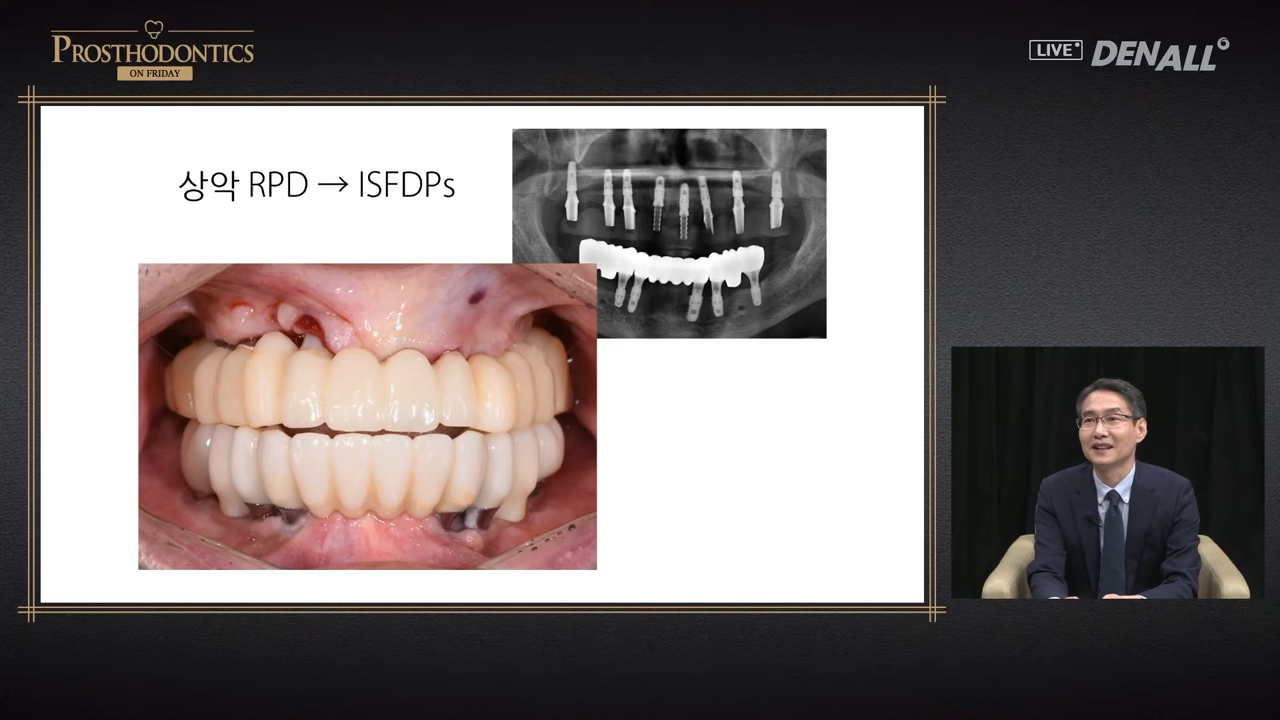 PROSTHODONTICS
ON FRIDAY
LIVE
DENALL
상악 RPD → ISFDPs